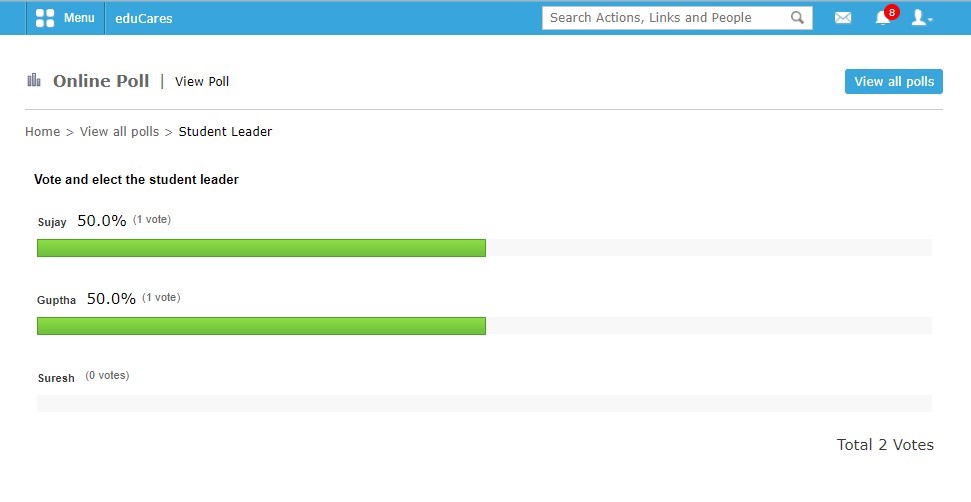 Menu eduCares Search Actions, Links and People 8
Online Poll | View Poll View all polls
Home > View all polls > Student Leader
Vote and elect the student leader
Sujay 50.0% (1 vote)
Guptha 50.0% (1 vote)
Suresh (0 votes)
Total 2 Votes